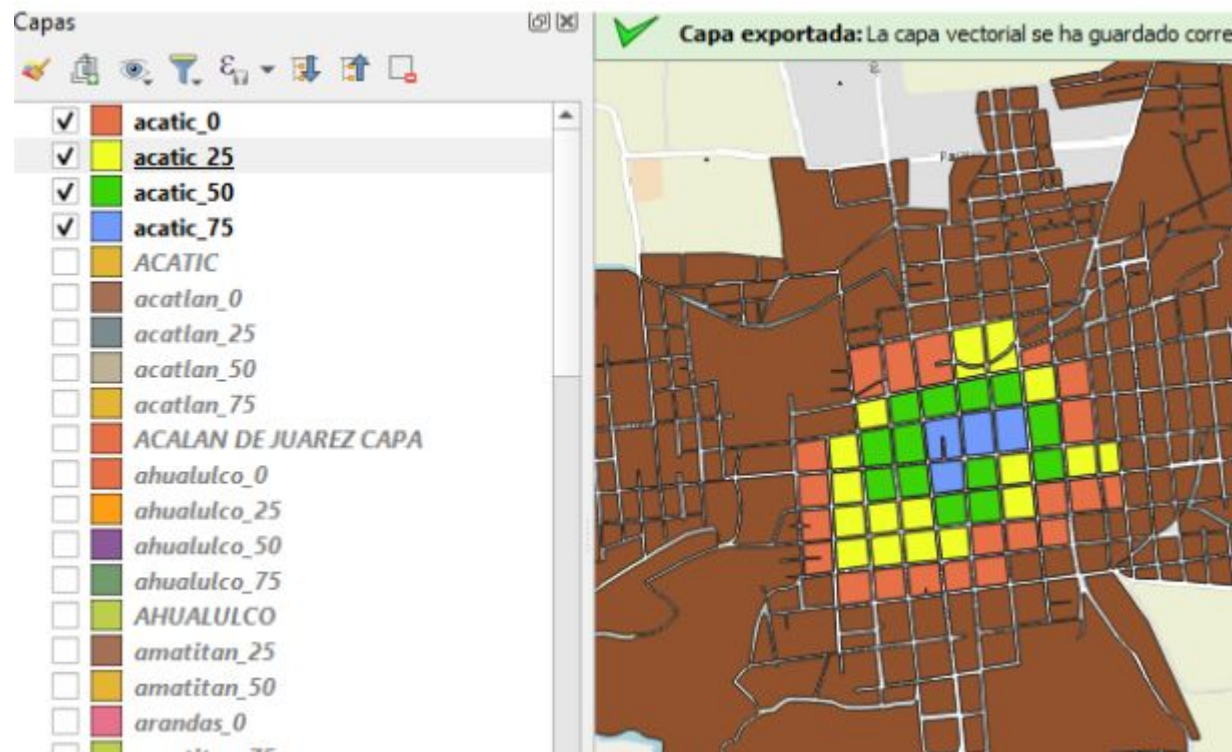 Capas
Capa exportada: La capa vectorial se ha guardado corre
acatic_0
acatic_25
acatic_50
acatic_75
ACATIC
acatlan_0
acatlan_25
acatlan_50
acatlan_75
ACALAN DE JUAREZ CAPA
ahualulco_0
ahualulco_25
ahualulco_50
ahualulco_75
AHUALULCO
amatitan_25
amatitan_50
arandas_0